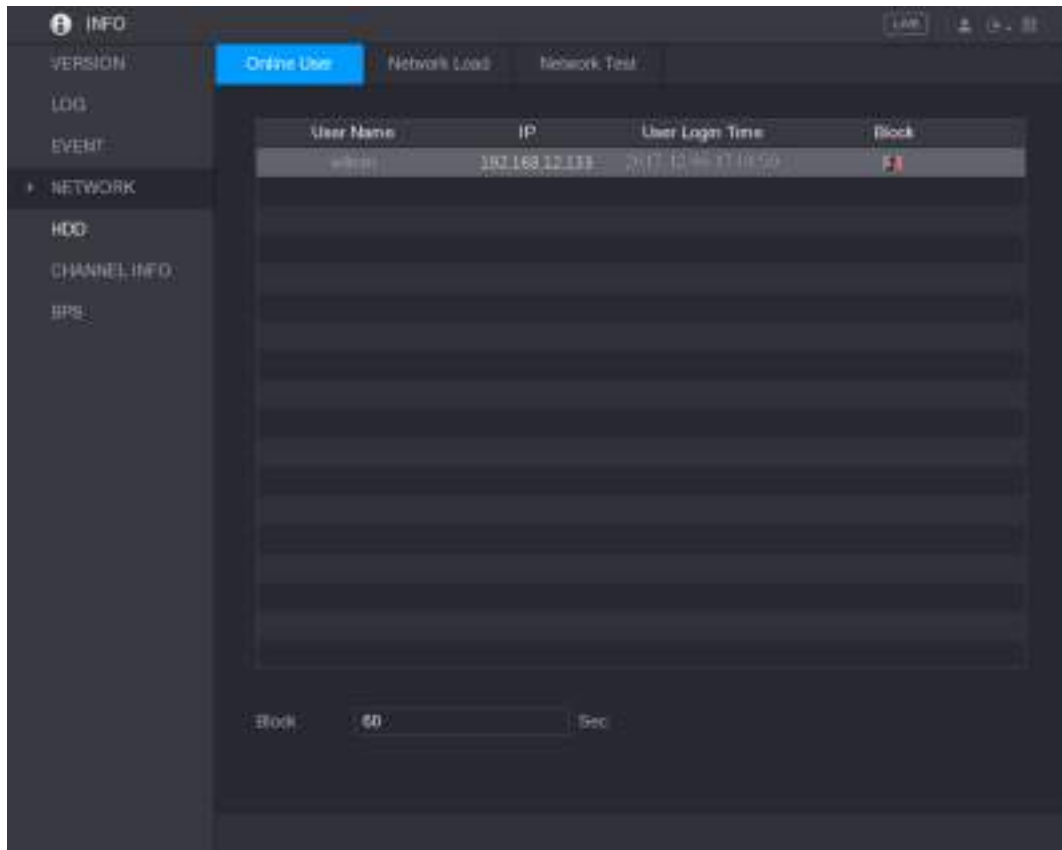 INFO
LIVE
VERSION
LOG
EVENT
NETWORK
HDD
CHANNEL INFO
BPS
Online User Network Load Network Test
User Name IP User Login Time Block
admin 192.168.12.133
Block 60 Sec.